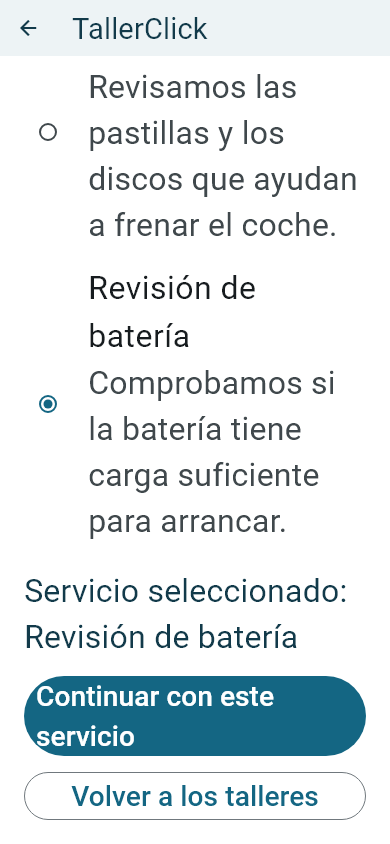 TallerClick
Revisamos las
pastillas y los
discos que ayudan
a frenar el coche.
Revisión de
batería
Comprobamos si
la batería tiene
carga suficiente
para arrancar.
Servicio seleccionado:
Revisión de batería
Continuar con este
servicio
Volver a los talleres